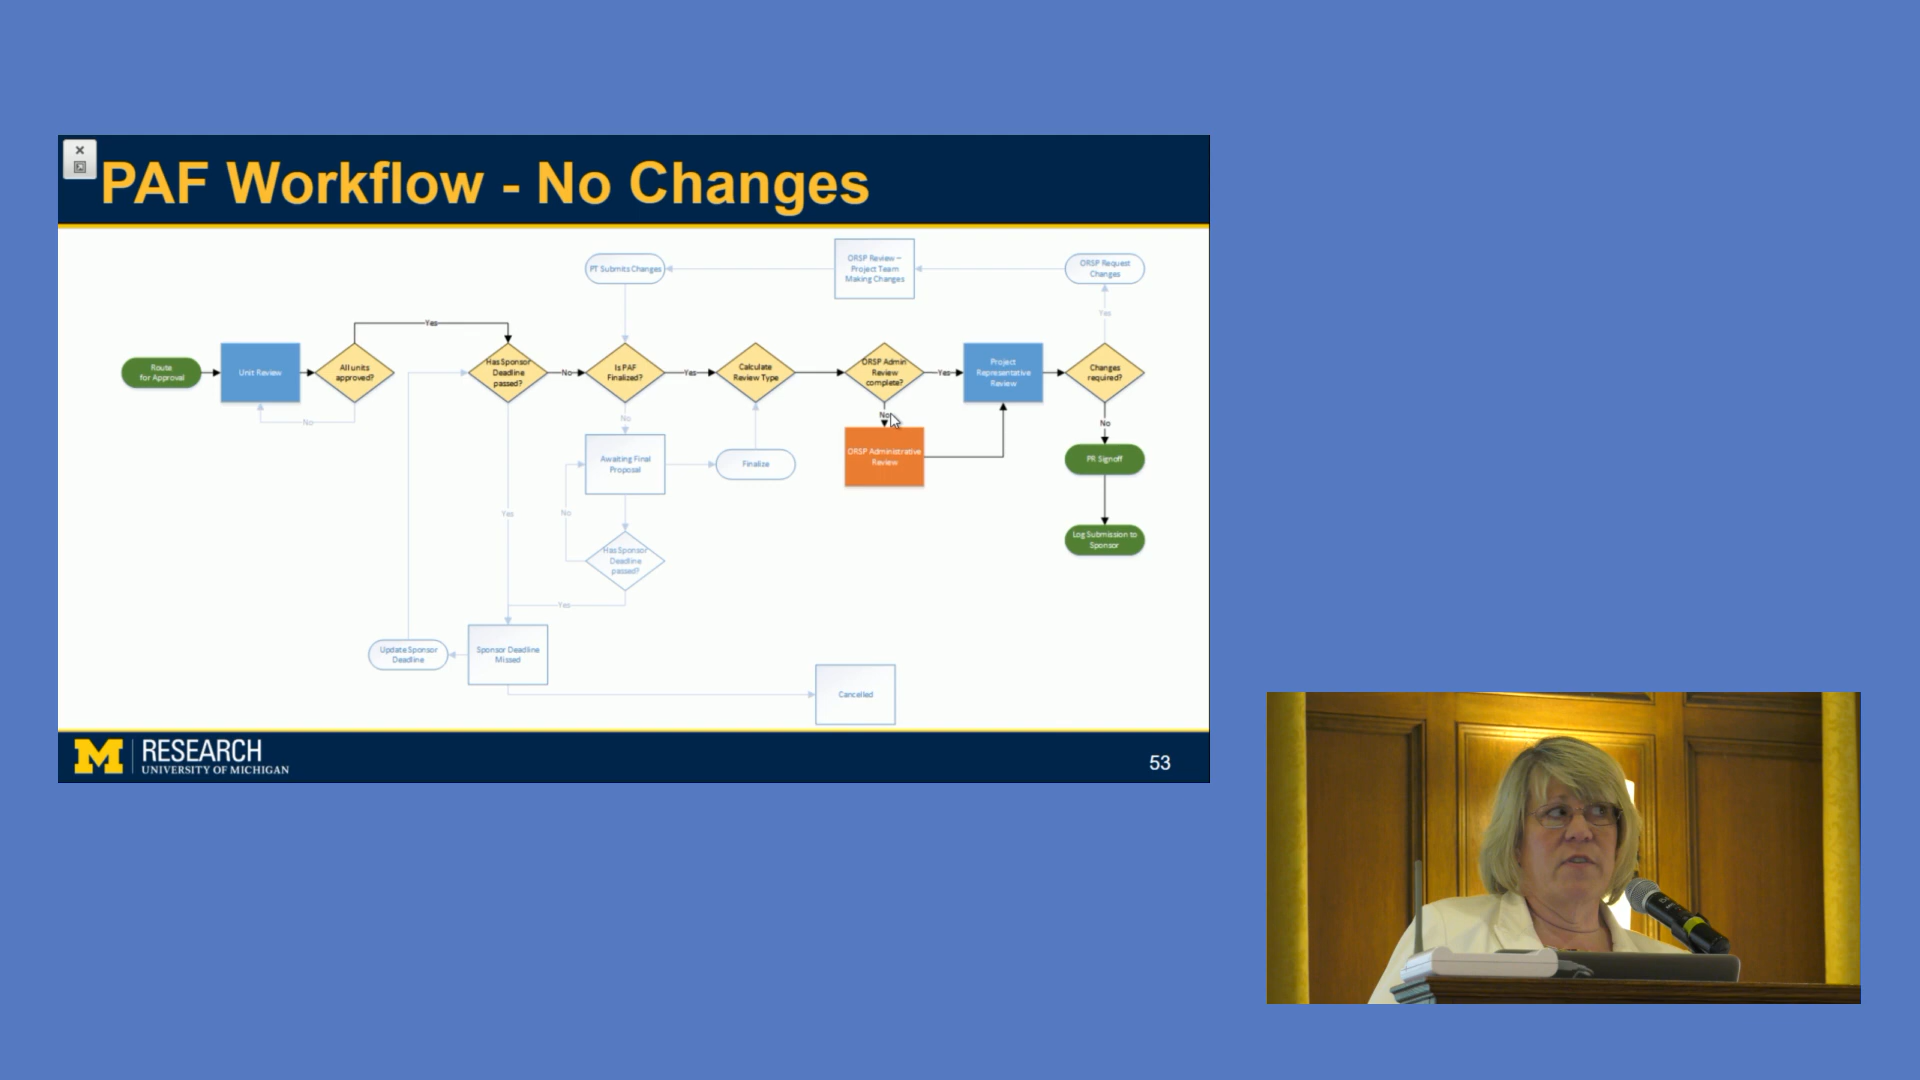 PAF Workflow - No Changes
PT Submits Changes
ORSP Review –
Project Team
Making Changes
ORSP Request
Changes
Yes
Yes
Route
for Approval
Unit Review
All units
approved?
Has Sponsor
Deadline
passed?
No
Is PAF
Finalized?
Yes
Calculate
Review Type
ORSP Admin
Review
complete?
Yes
Project
Representative
Review
Changes
required?
No
No
No
No
Awaiting Final
Proposal
Finalize
ORSP Administrative
Review
PR Signoff
Yes
No
Has Sponsor
Deadline
passed?
Log Submission to
Sponsor
Yes
Update Sponsor
Deadline
Sponsor Deadline
Missed
Cancelled
M RESEARCH
UNIVERSITY OF MICHIGAN
53